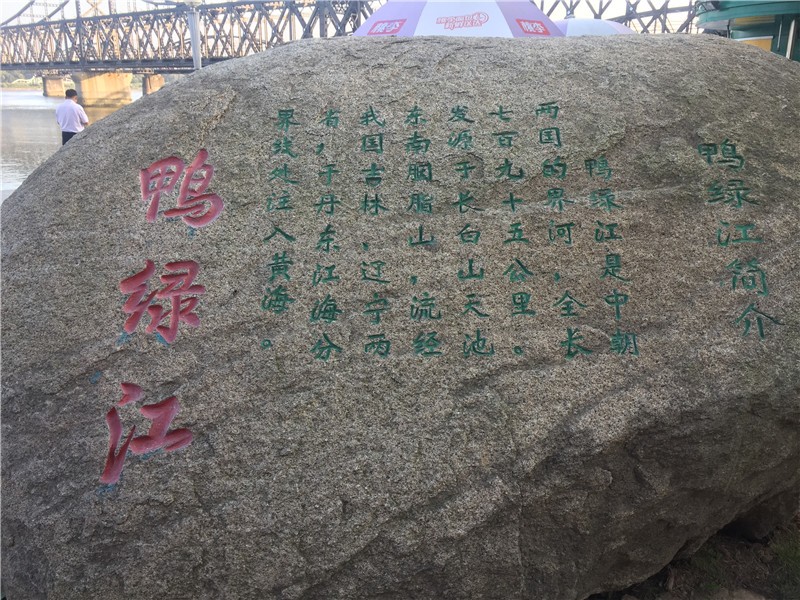 鸭绿江简介
鸭绿江是中朝
两国的界河，全长
七百九十五公里。
发源于长白山天池
东南胭脂山，流经
我国吉林、辽宁两
省，于丹东江海分
界线处注入黄海。
鸭绿江